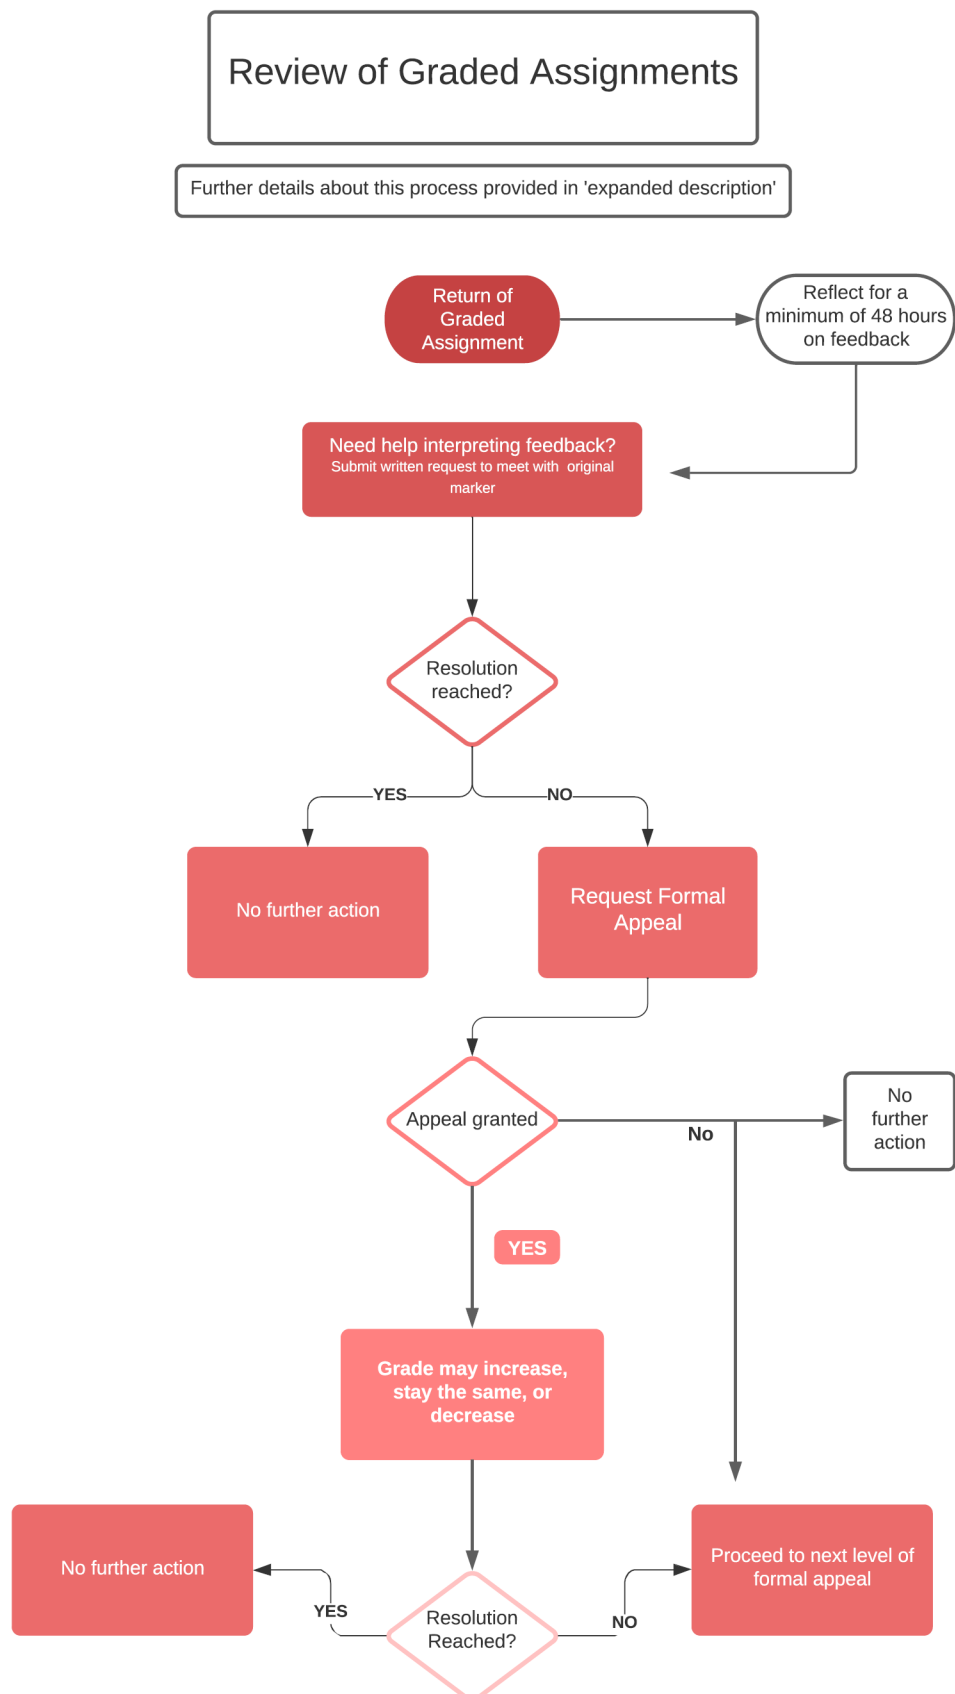 Review of Graded Assignments
Further details about this process provided in 'expanded description'
Return of
Graded
Assignment
Reflect for a
minimum of 48 hours
on feedback
Need help interpreting feedback?
Submit written request to meet with  original
marker
Resolution
reached?
YES
NO
No further action
Request Formal
Appeal
Appeal granted
No
No
further
action
YES
Grade may increase,
stay the same, or
decrease
No further action
Proceed to next level of
formal appeal
YES
Resolution
Reached?
NO